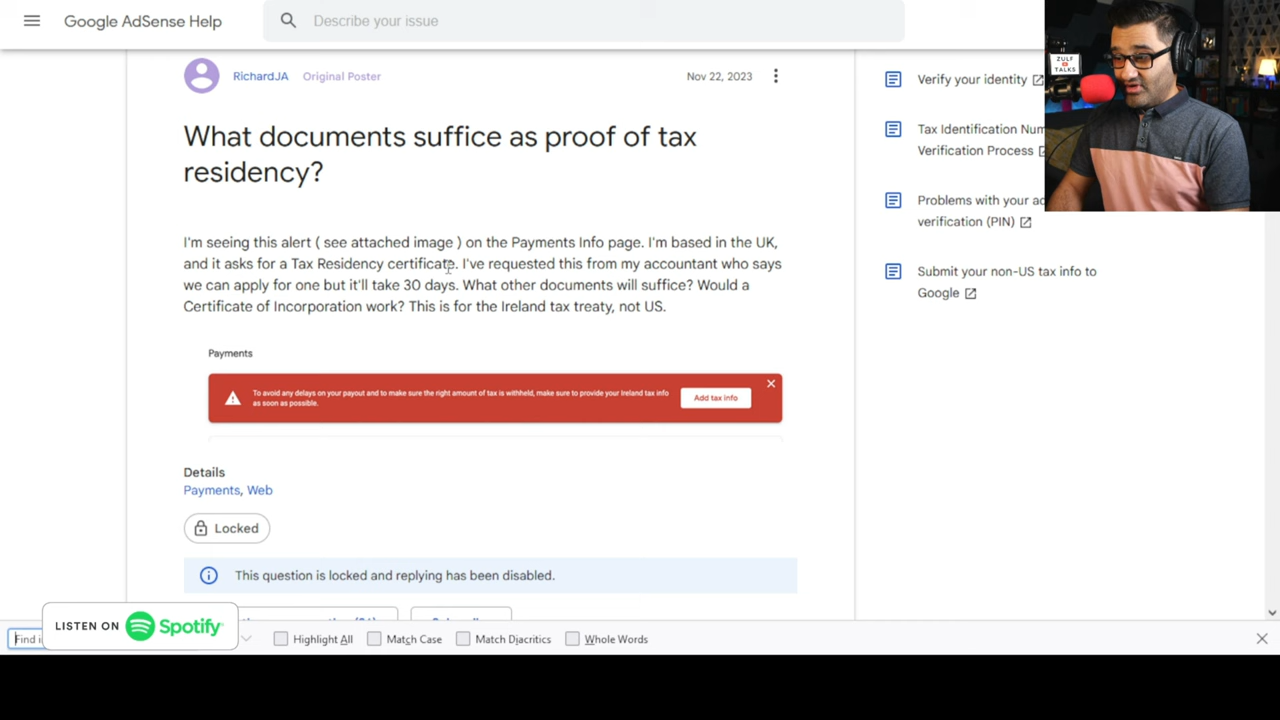 Google AdSense Help
Describe your issue
RichardJA Original Poster
Nov 22, 2023
What documents suffice as proof of tax
residency?
I'm seeing this alert ( see attached image ) on the Payments Info page. I'm based in the UK,
and it asks for a Tax Residency certificate. I've requested this from my accountant who says
we can apply for one but it'll take 30 days. What other documents will suffice? Would a
Certificate of Incorporation work? This is for the Ireland tax treaty, not US.
Payments
To avoid any delays on your payout and to make sure the right amount of tax is withheld, make sure to provide your Ireland tax info
as soon as possible.
Add tax info
Details
Payments, Web
Locked
This question is locked and replying has been disabled.
Verify your identity
Tax Identification
Verification Process
Problems with your
verification (PIN)
Submit your non-US tax info to
Google
ZULF
TALKS
Find
LISTEN ON Spotify
Highlight All
Match Case
Match Diacritics
Whole Words